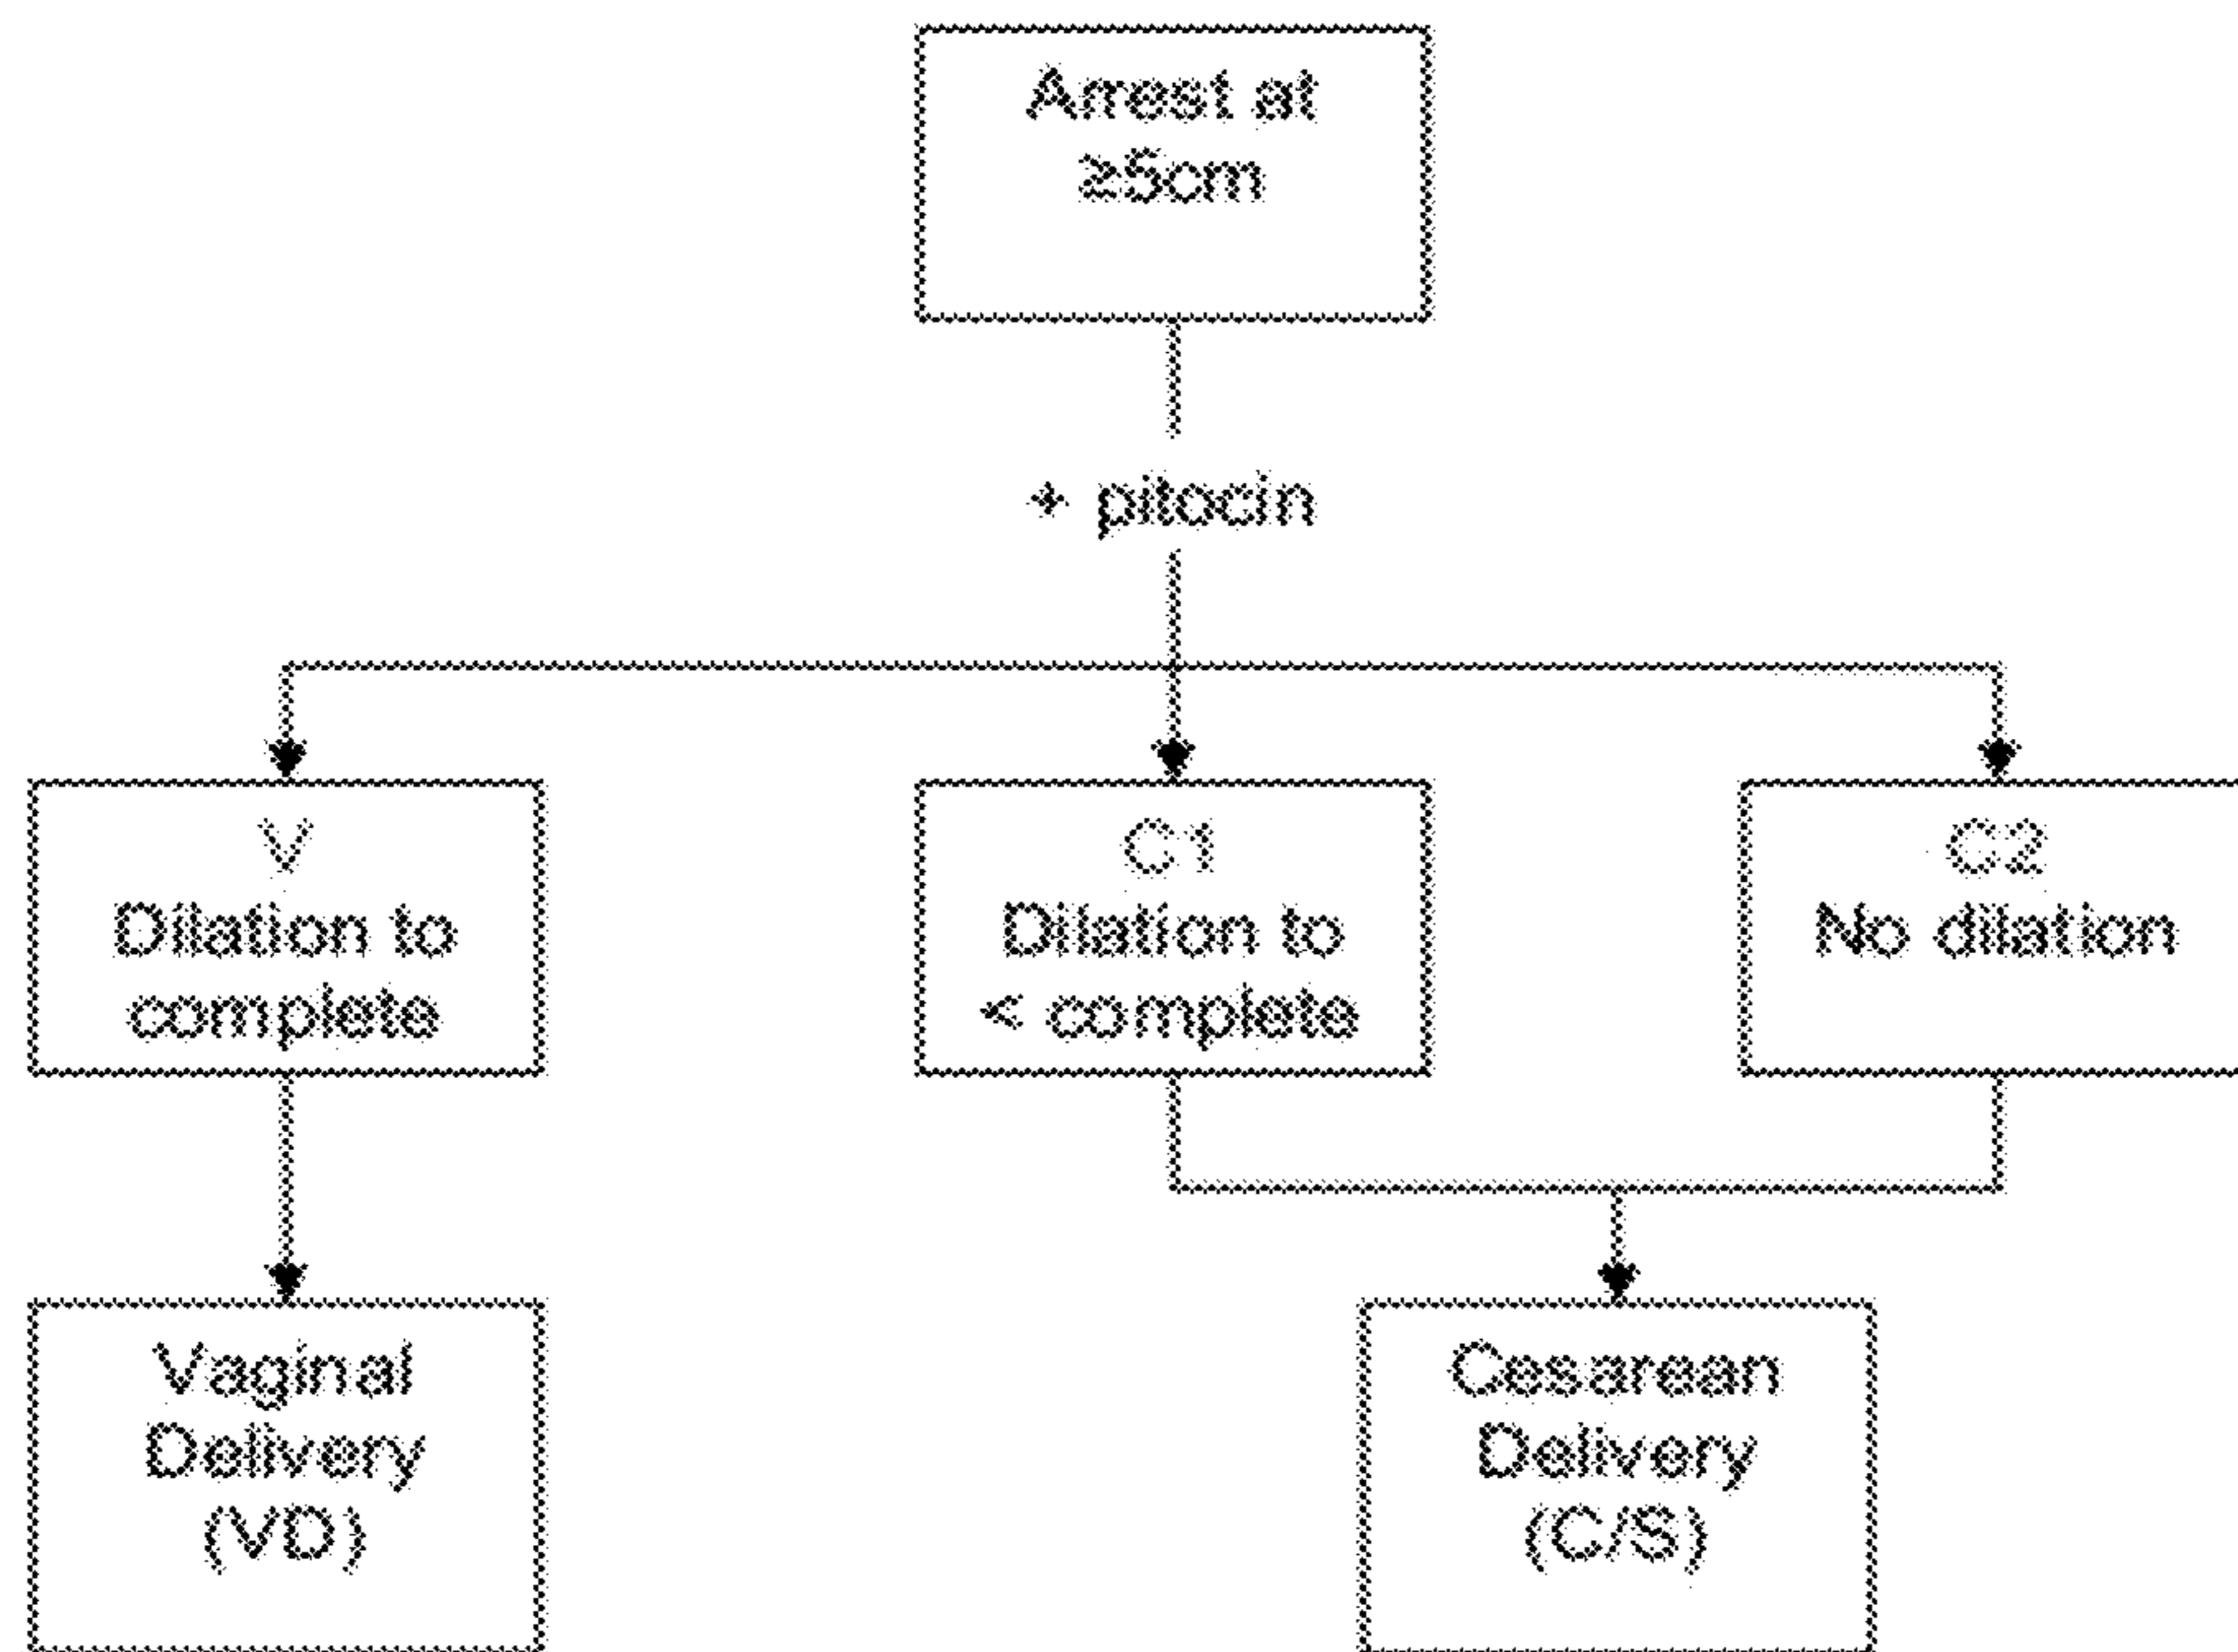 Arrest at
≥5cm
+ pitocin
V
Dilation to
complete
C1
Dilation to
< complete
C2
No dilation
Vaginal
Delivery
(VD)
Cesarean
Delivery
(C/S)